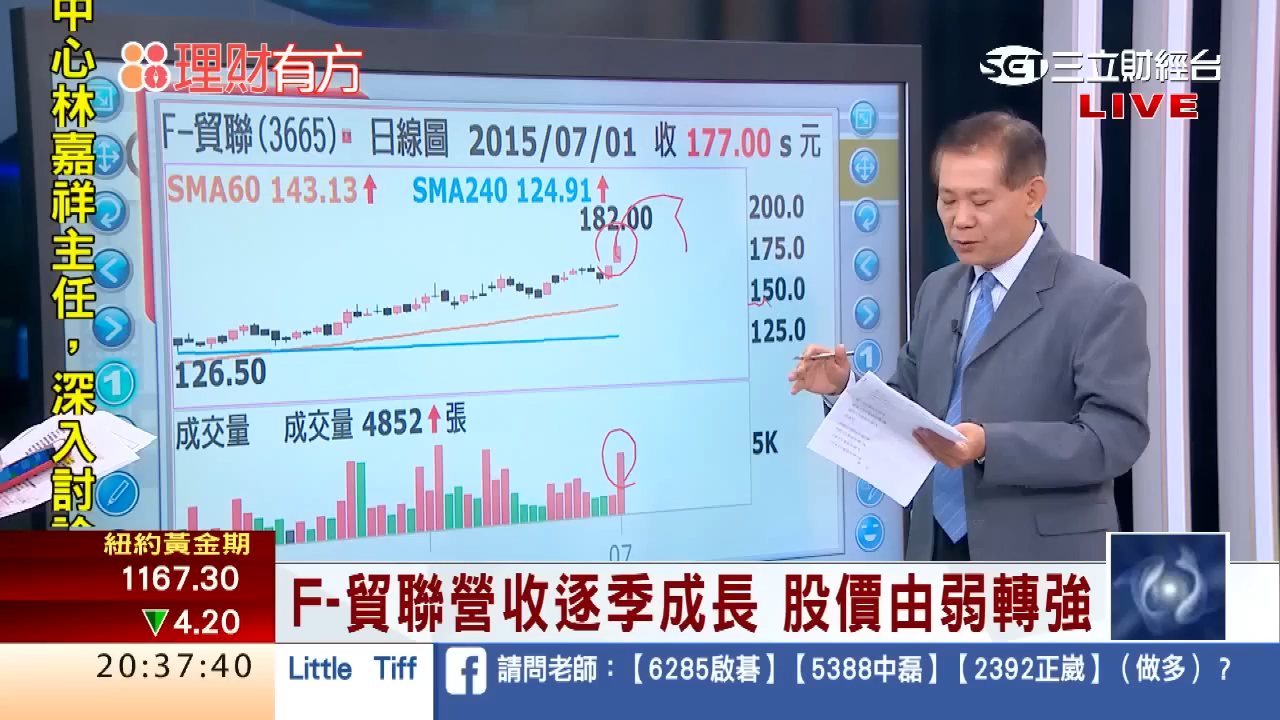 中心林嘉祥主任，深入討論
理財有方
SET三立財經台
LIVE
F-貿聯(3665) 日線圖 2015/07/01 收 177.00 s 元
SMA60 143.13↑ SMA240 124.91↑
182.00
200.0
175.0
150.0
125.0
126.50
成交量 成交量 4852↑張
5K
07
1
1
紐約黃金期
1167.30
▼4.20
F-貿聯營收逐季成長 股價由弱轉強
20:37:40
Little Tiff
請問老師：【6285啟碁】【5388中磊】【2392正崴】（做多）？